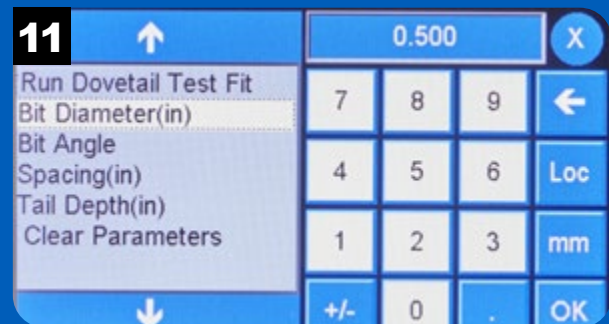 11
0.500
X
Run Dovetail Test Fit
Bit Diameter(in)
Bit Angle
Spacing(in)
Tail Depth(in)
Clear Parameters
7 8 9
4 5 6 Loc
1 2 3 mm
+/- 0 . OK